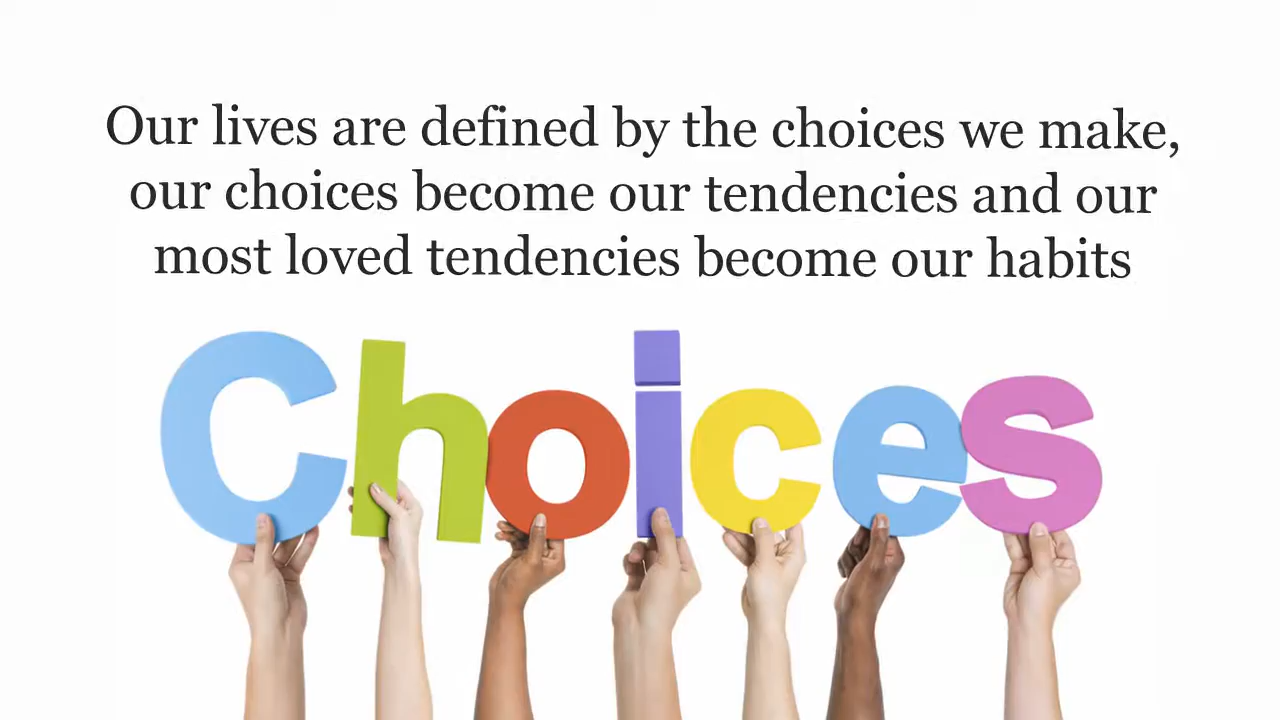 Our lives are defined by the choices we make,
our choices become our tendencies and our
most loved tendencies become our habits
Choices